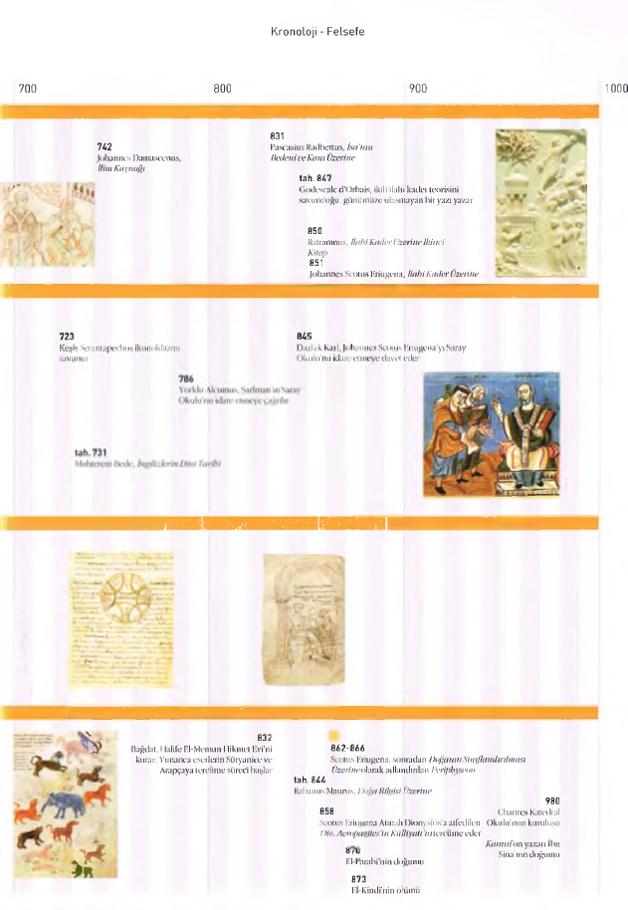 Kronoloji - Felsefe
700
800
900
1000
742
Johannes Damascenus,
İlim Kaynağı
831
Pascasius Radbertus, İsa'nın
Bedeni ve Kanı Üzerine
tah. 847
Godescalc d'Orbais, ikili ilahi kader teorisini
savunduğu, günümüze ulaşmayan bir yazı yazar
850
Ratramnus, İlahi Kader Üzerine İkinci
Kitap
851
Johannes Scotus Eriugena, İlahi Kader Üzerine
723
Keşiş ikonoklazmı
savunur
845
Dazlak Karl, Johannes Scotus Eriugena'yı Saray
Okulu'nu idare etmeye davet eder
786
Yorklu Alcuinus, Şarlman'ın Saray
Okulu'nu idare etmeye çağrılır
tah. 731
Muhterem Bede, İngilizlerin Dini Tarihi
832
Bağdat, Halife El-Memun Hikmet Evi'ni
kurar, Yunanca eserlerin Süryanice ve
Arapçaya tercüme süreci başlar
862-866
Scotus Eriugena, sonradan Doğanın Sınıflandırılması
Üzerine olarak adlandırılan Periphyseon
tah. 844
Rabanus Maurus, Doğa Bilgisi Üzerine
858
Scotus Eriugena Atinalı Dionysius'a atfedilen
Dio. Aeropagites'in Külliyatı'nı tercüme eder
870
El-Farabi'nin doğumu
873
El-Kindi'nin ölümü
980
Chartres Katedral
Okulu'nun kuruluşu
Kanun'un yazarı İbn
Sina'nın doğumu